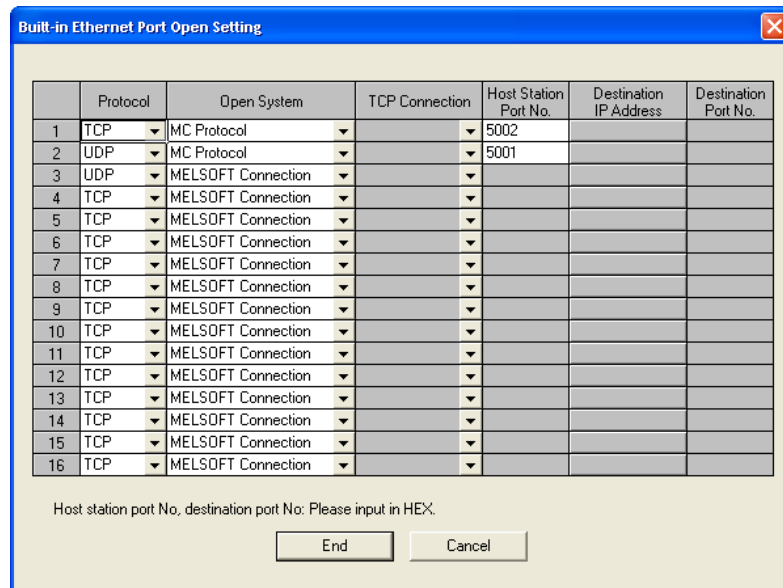 Built-in Ethernet Port Open Setting
Protocol Open System TCP Connection Host Station Port No. Destination IP Address Destination Port No.
1 TCP MC Protocol 5002
2 UDP MC Protocol 5001
3 UDP MELSOFT Connection
4 TCP MELSOFT Connection
5 TCP MELSOFT Connection
6 TCP MELSOFT Connection
7 TCP MELSOFT Connection
8 TCP MELSOFT Connection
9 TCP MELSOFT Connection
10 TCP MELSOFT Connection
11 TCP MELSOFT Connection
12 TCP MELSOFT Connection
13 TCP MELSOFT Connection
14 TCP MELSOFT Connection
15 TCP MELSOFT Connection
16 TCP MELSOFT Connection
Host station port No, destination port No: Please input in HEX.
End Cancel